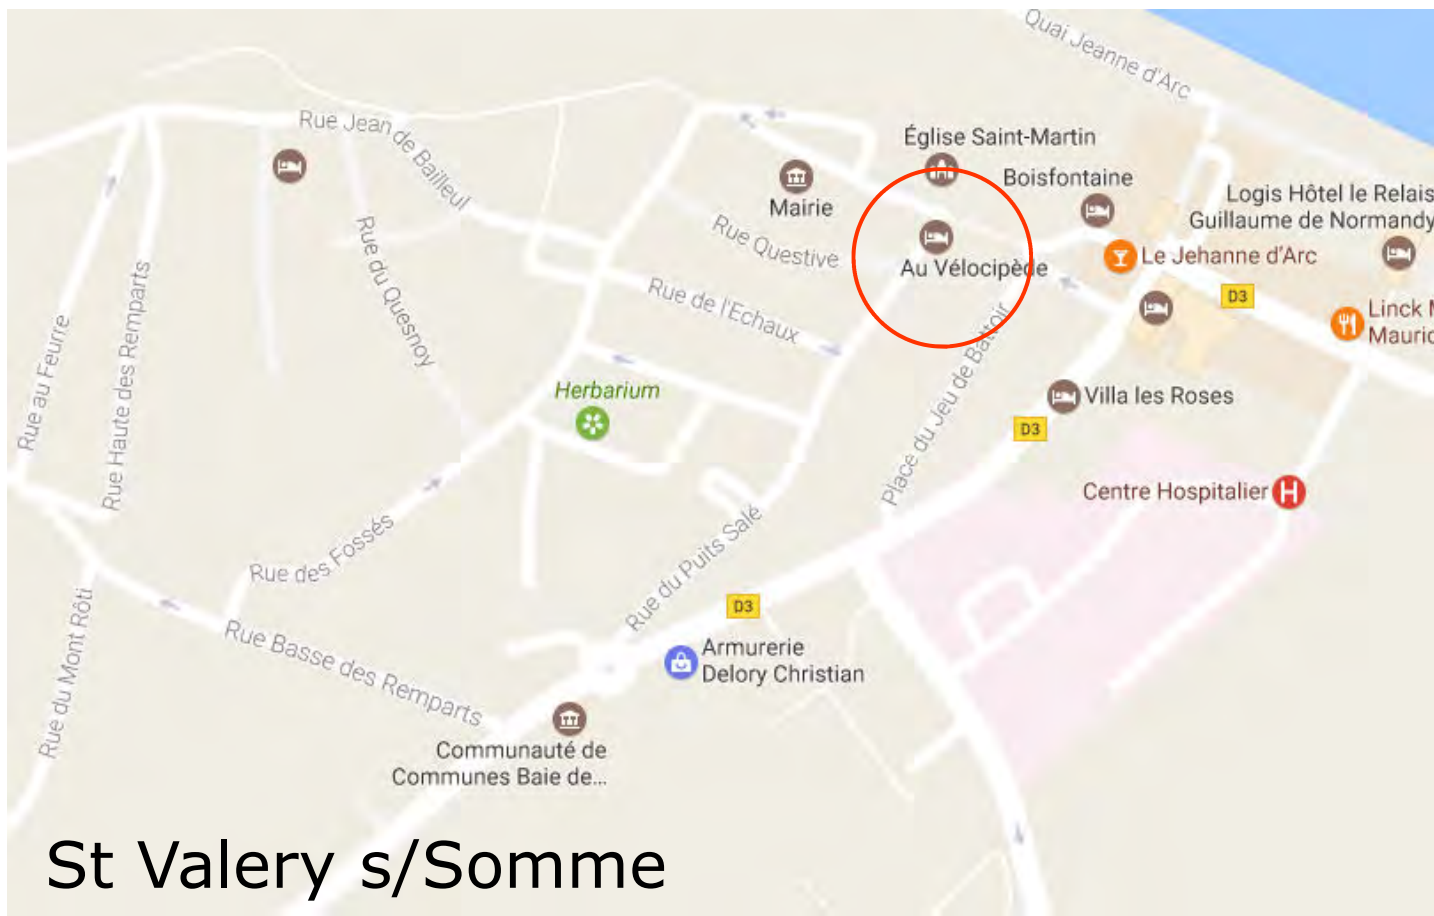 Quai Jeanne d'Arc
Rue Jean de Bailleul
Église Saint-Martin
Boisfontaine
Mairie
Logis Hôtel le Relais
Guillaume de Normandy
Rue Questive
Au Vélocipède
Le Jehanne d'Arc
Rue du Quesnoy
Rue de l'Echaux
D3
Linck M
Mauric
Rue au Feurre
Rue Haute des Remparts
Herbarium
Place du Jeu de Battoir
Villa les Roses
D3
Centre Hospitalier
H
Rue des Fossés
Rue du Puits Salé
D3
Rue du Mont Rôti
Rue Basse des Remparts
Armurerie
Delory Christian
Communauté de
Communes Baie de...
St Valery s/Somme